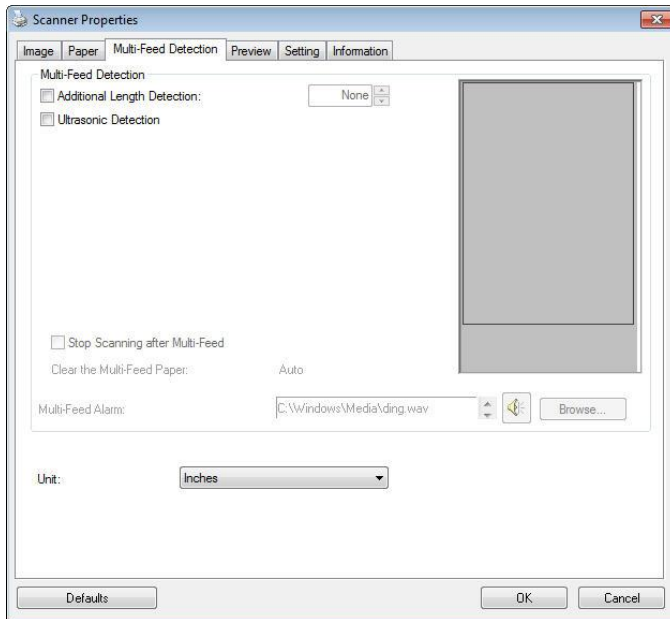 Scanner Properties
Image Paper Multi-Feed Detection Preview Setting Information
Multi-Feed Detection
Additional Length Detection: None
Ultrasonic Detection
Stop Scanning after Multi-Feed
Clear the Multi-Feed Paper: Auto
Multi-Feed Alarm: C:\Windows\Media\ding.wav Browse...
Unit: Inches
Defaults OK Cancel